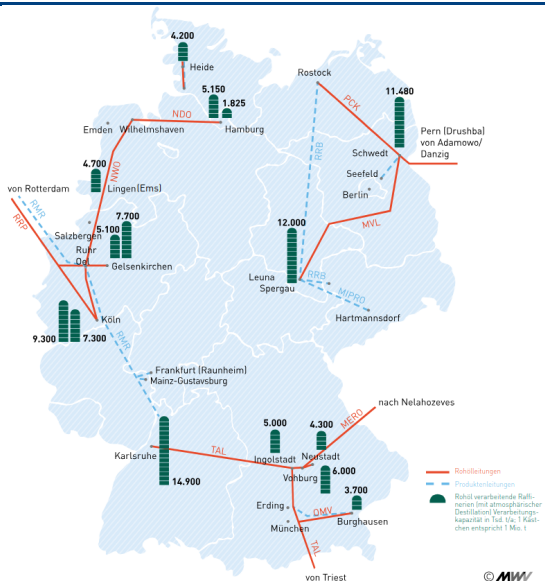 4.200
Heide
Rostock
11.480
5.150
1.825
PCK
NDO
Emden
Wilhelmshaven
Hamburg
RRB
Pern (Drushba)
von Adamowo/
Danzig
Schwedt
4.700
NWO
Seefeld
Lingen(Ems)
Berlin
von Rotterdam
RMR
RRP
7.700
5.100
12.000
MVL
Salzbergen
Ruhr
Oel
Gelsenkirchen
Leuna
Spergau
RRB
MIPRO
Hartmannsdorf
Köln
9.300
7.300
RMR
Frankfurt (Raunheim)
Mainz-Gustavsburg
nach Nelahozeves
5.000
4.300
MERO
Karlsruhe
TAL
Ingolstadt
Neustadt
Vohburg
6.000
14.900
3.700
Erding
OMV
Burghausen
München
TAL
von Triest
Rohölleitungen
Produktenleitungen
Rohöl verarbeitende Raffi-
nerien (mit atmosphärischer
Destillation) Verarbeitungs-
kapazität in Tsd. t/a; 1 Käst-
chen entspricht 1 Mio. t
© MWV